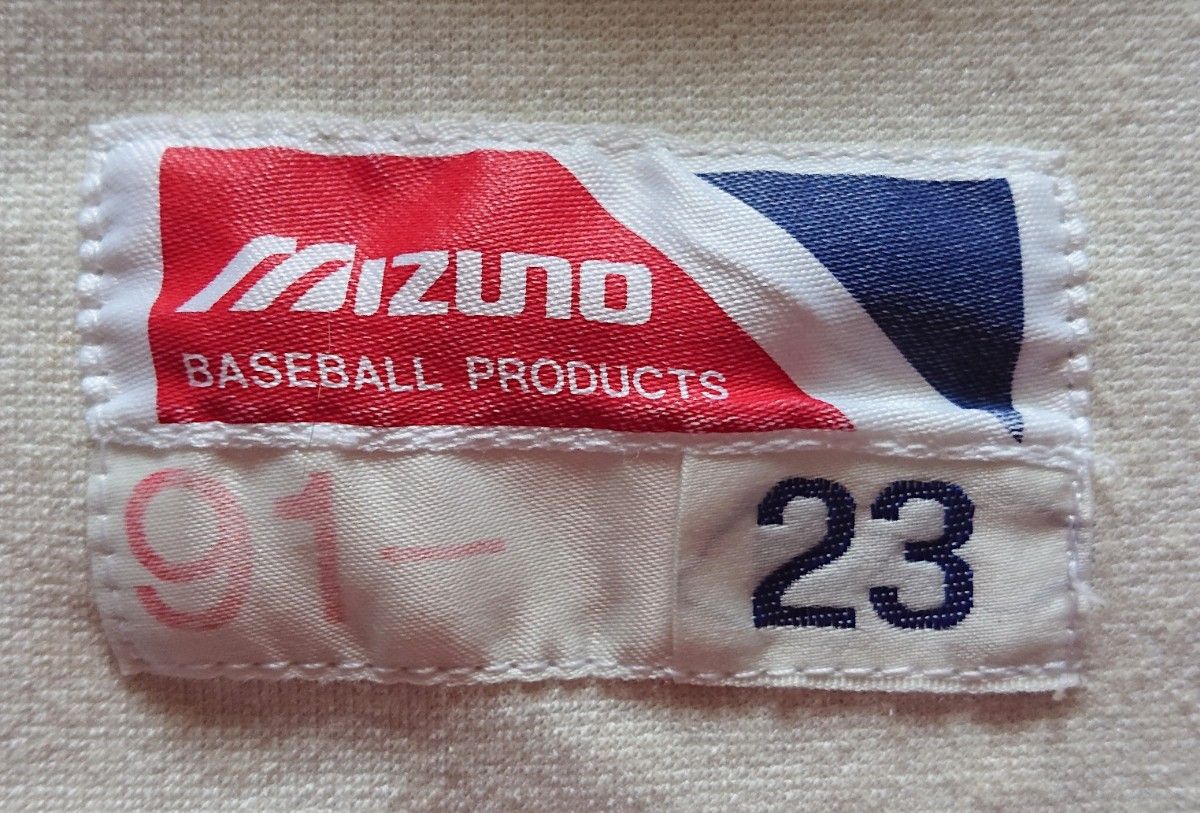 MIZUNO
BASEBALL PRODUCTS
91— 23